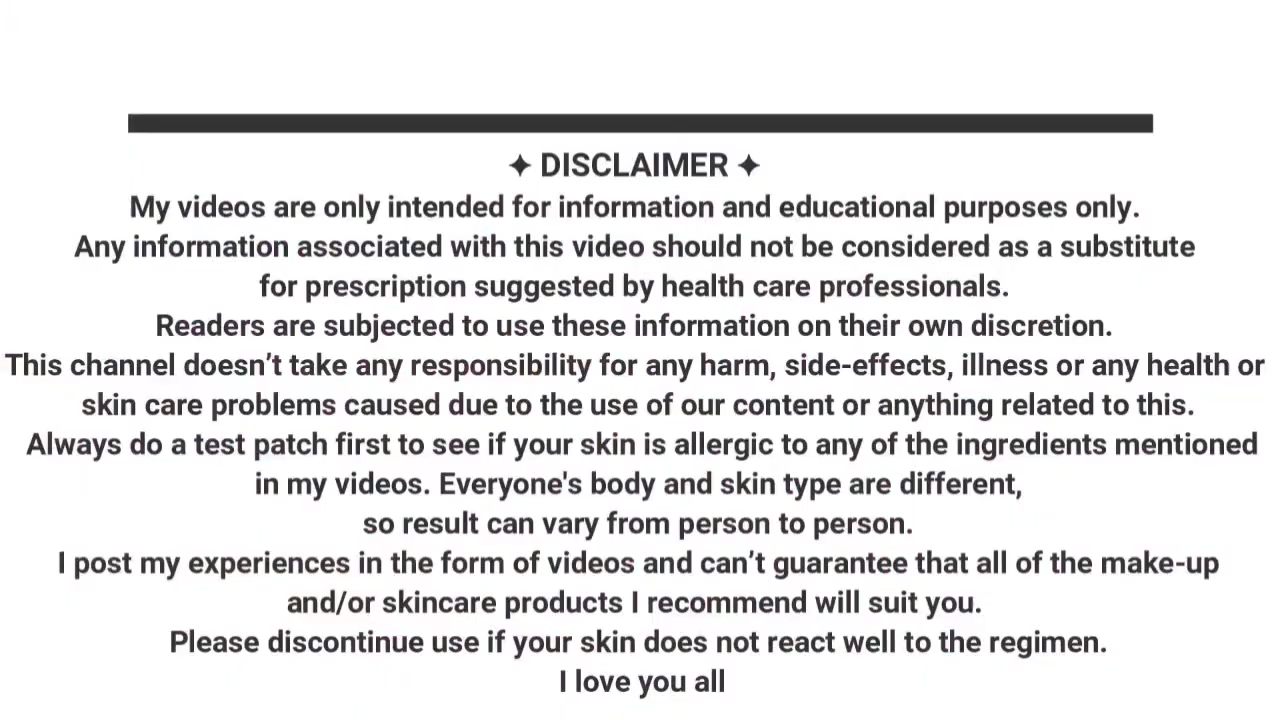 ✦ DISCLAIMER ✦
My videos are only intended for information and educational purposes only.
Any information associated with this video should not be considered as a substitute
for prescription suggested by health care professionals.
Readers are subjected to use these information on their own discretion.
This channel doesn’t take any responsibility for any harm, side-effects, illness or any health or
skin care problems caused due to the use of our content or anything related to this.
Always do a test patch first to see if your skin is allergic to any of the ingredients mentioned
in my videos. Everyone's body and skin type are different,
so result can vary from person to person.
I post my experiences in the form of videos and can’t guarantee that all of the make-up
and/or skincare products I recommend will suit you.
Please discontinue use if your skin does not react well to the regimen.
I love you all